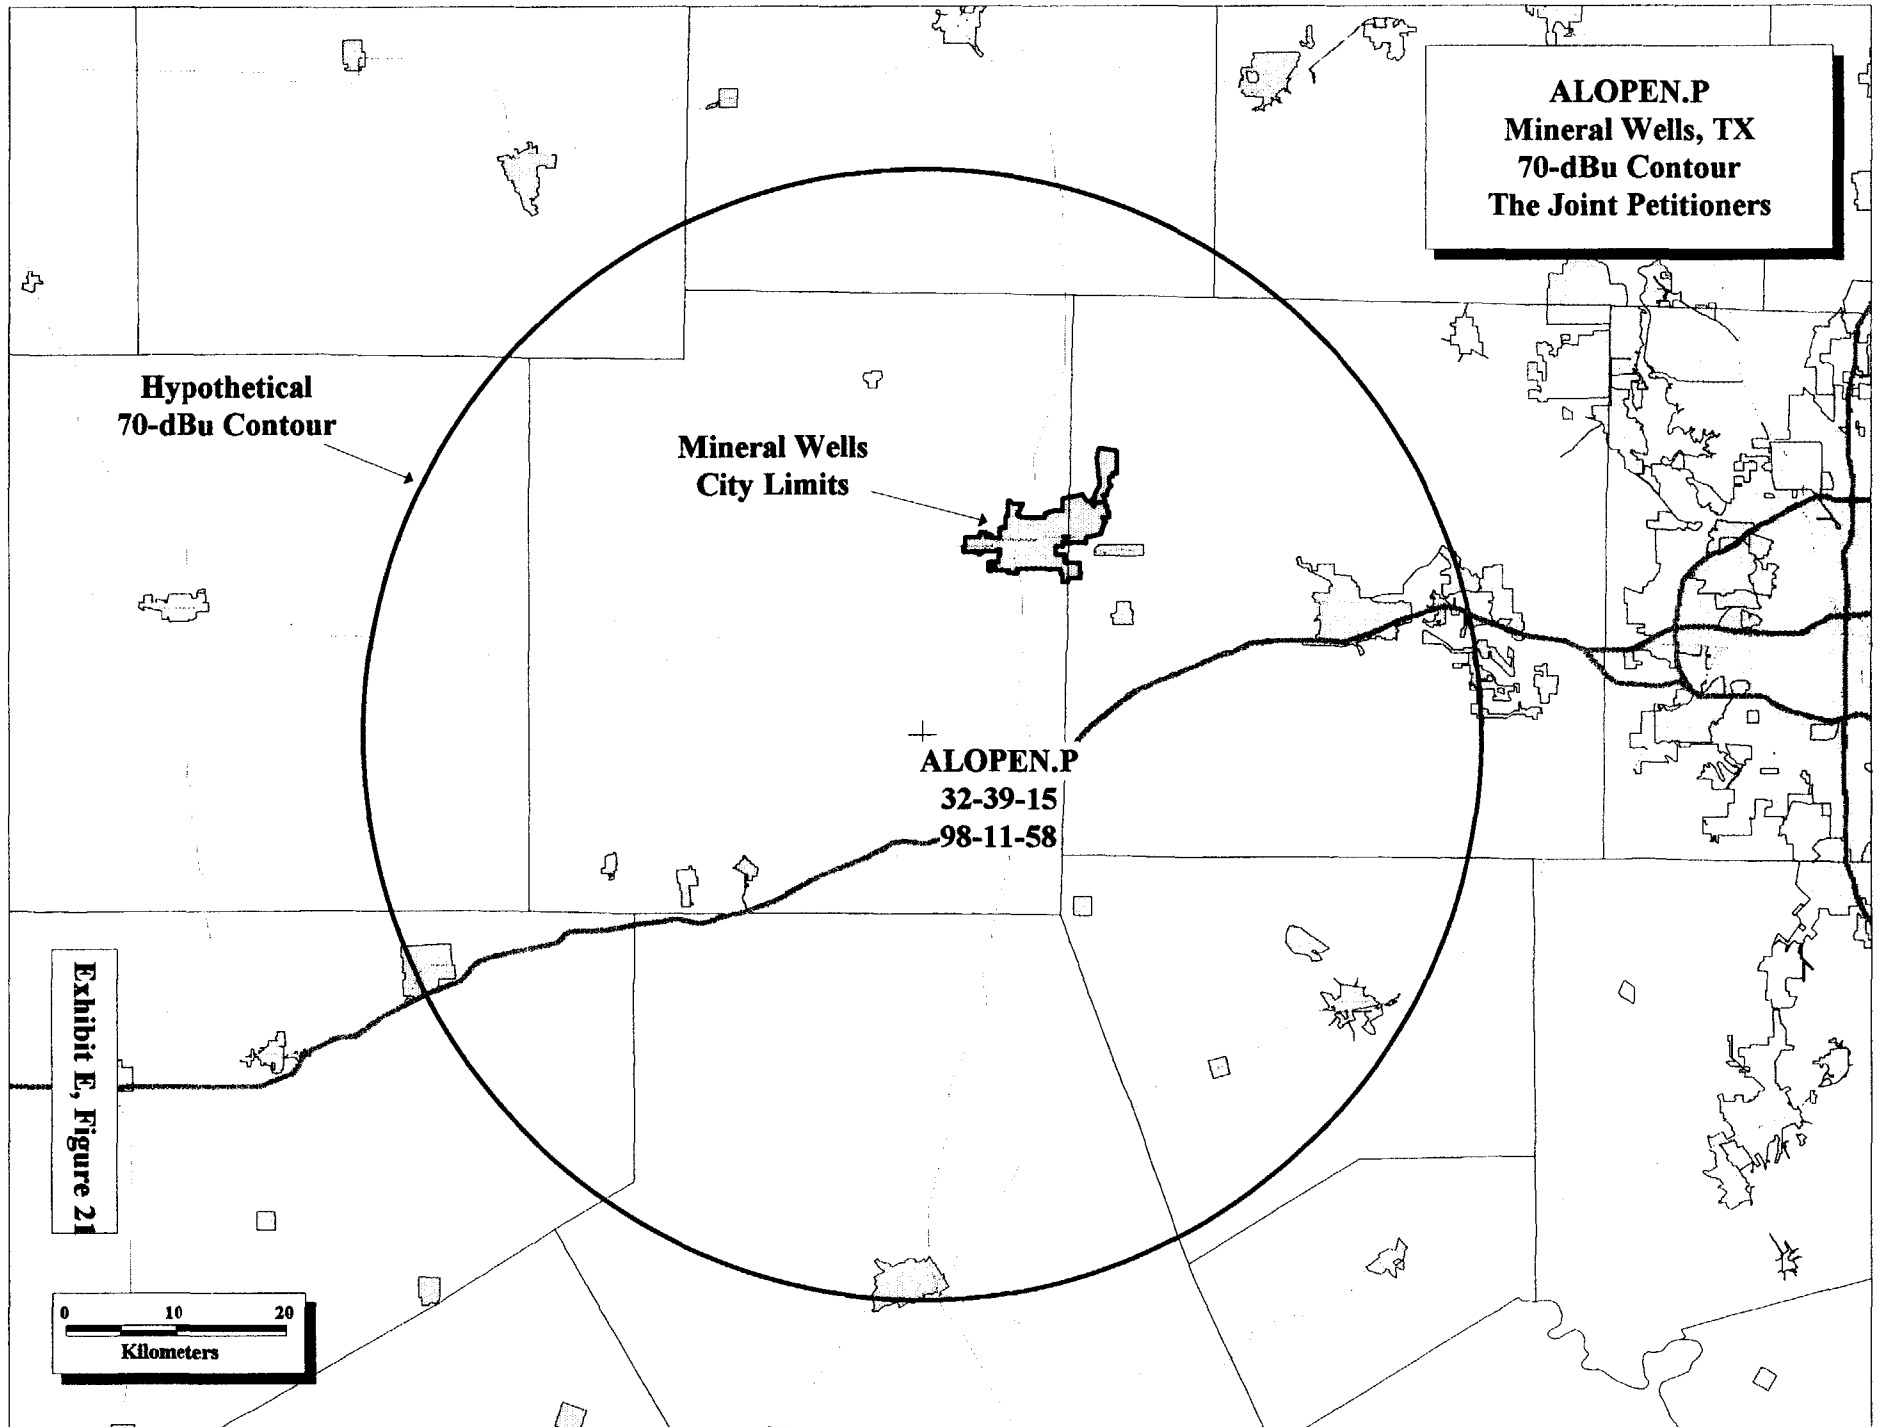 ALOPEN.P
Mineral Wells, TX
70-dBu Contour
The Joint Petitioners
Hypothetical
70-dBu Contour
Mineral Wells
City Limits
ALOPEN.P
32-39-15
98-11-58
Exhibit E, Figure 21
0 10 20
Kilometers